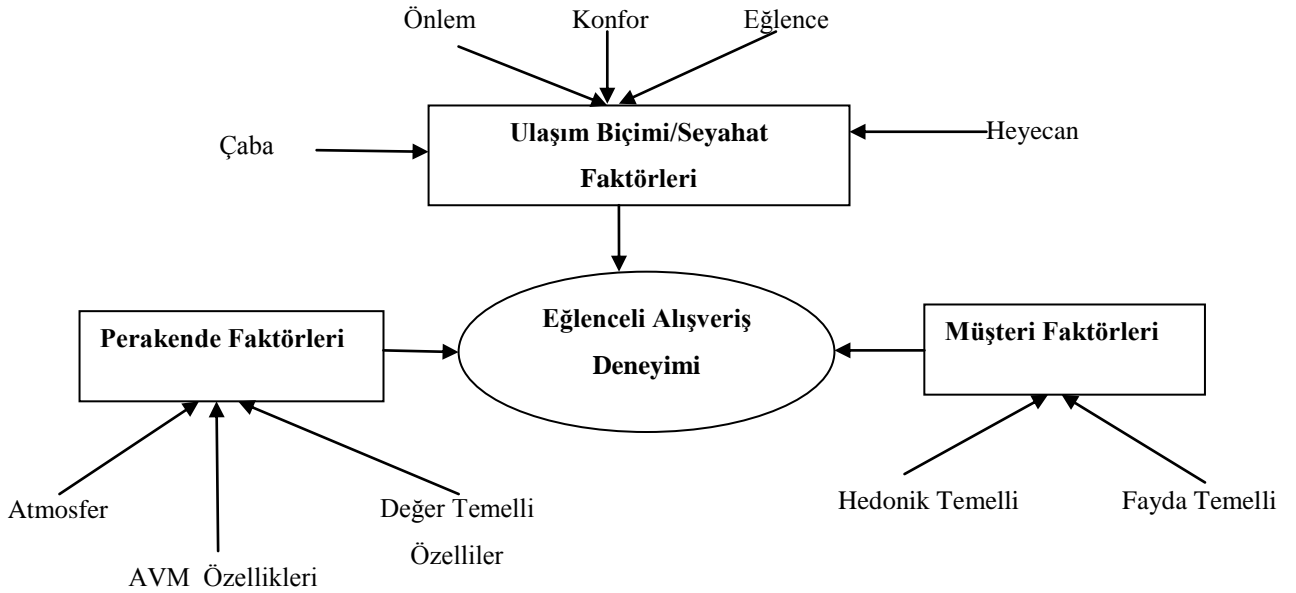 Önlem Konfor Eğlence
Çaba
Ulaşım Biçimi/Seyahat
Faktörleri
Heyecan
Perakende Faktörleri
Eğlenceli Alışveriş
Deneyimi
Müşteri Faktörleri
Atmosfer
AVM Özellikleri
Değer Temelli
Özelliler
Hedonik Temelli
Fayda Temelli